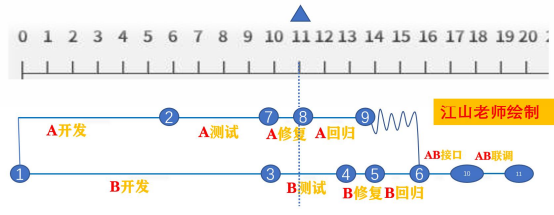 0 1 2 3 4 5 6 7 8 9 10 11 12 13 14 15 16 17 18 19 20
2 7 8 9
A开发 A测试 A修复 A回归
江山老师绘制
AB接口 AB联调
1 3 4 5 6 10 11
B开发 B测试 B修复 B回归